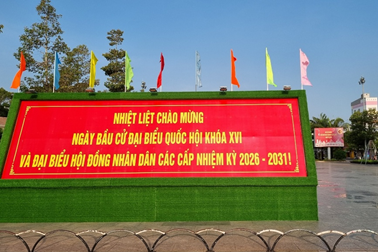 NHIỆT LIỆT CHÀO MỪNG
NGÀY BẦU CỬ ĐẠI BIỂU QUỐC HỘI KHÓA XVI
VÀ ĐẠI BIỂU HỘI ĐỒNG NHÂN DÂN CÁC CẤP NHIỆM KỲ 2026 - 2031!